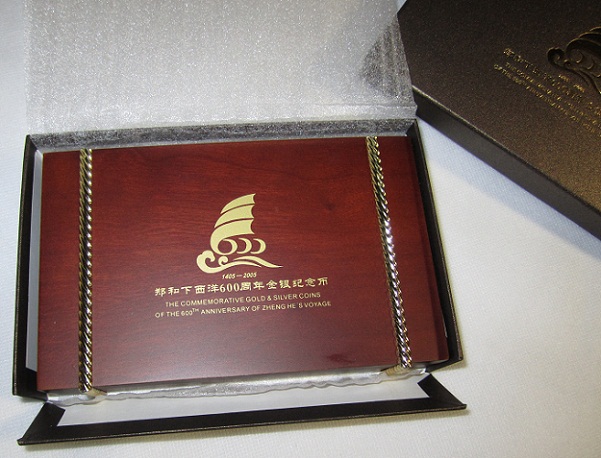 1405—2005
郑和下西洋600周年金银纪念币
THE COMMEMORATIVE GOLD & SILVER COINS
OF THE 600TH ANNIVERSARY OF ZHENG HE'S VOYAGE